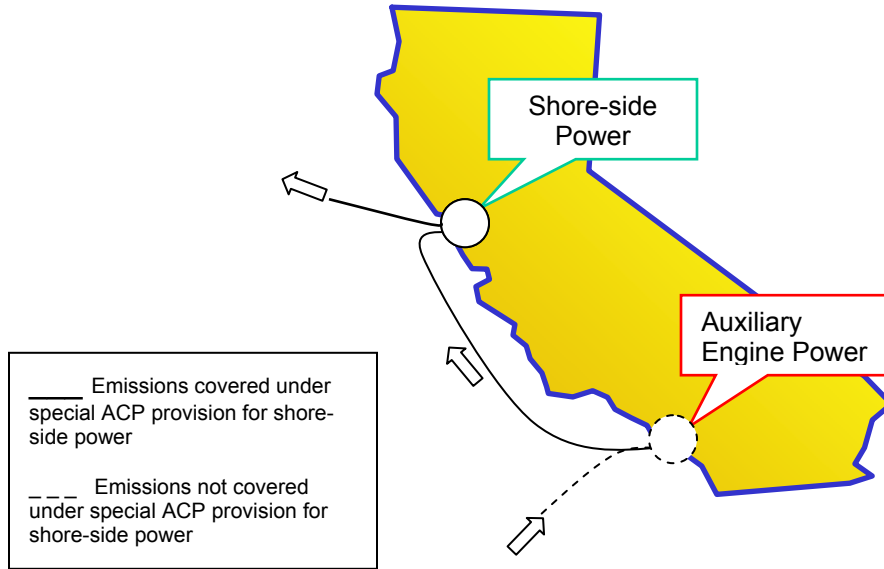 Shore-side
Power
Auxiliary
Engine Power
____ Emissions covered under
special ACP provision for shore-
side power
_ _ _ Emissions not covered
under special ACP provision for
shore-side power